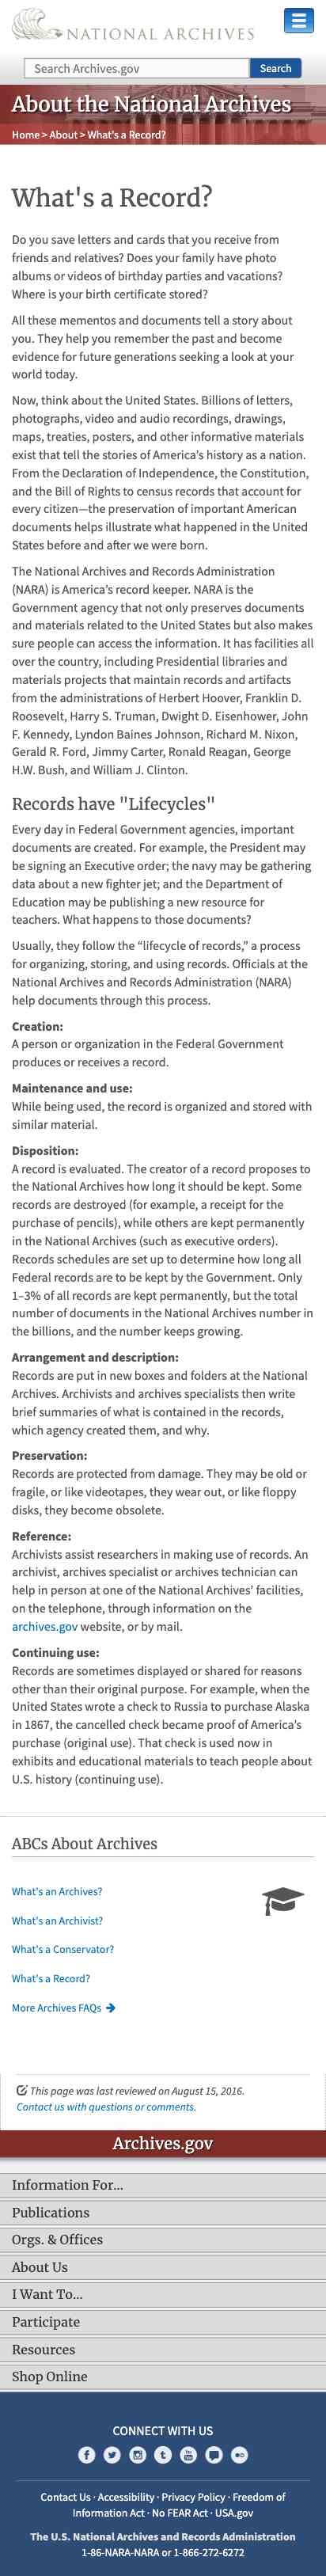 NATIONAL ARCHIVES
Search Archives.gov
Search
About the National Archives
Home > About > What's a Record?
What's a Record?
Do you save letters and cards that you receive from
friends and relatives? Does your family have photo
albums or videos of birthday parties and vacations?
Where is your birth certificate stored?
All these mementos and documents tell a story about
you. They help you remember the past and become
evidence for future generations seeking a look at your
world today.
Now, think about the United States. Billions of letters,
photographs, video and audio recordings, drawings,
maps, treaties, posters, and other informative materials
exist that tell the stories of America's history as a nation.
From the Declaration of Independence, the Constitution,
and the Bill of Rights to census records that account for
every citizen—the preservation of important American
documents helps illustrate what happened in the United
States before and after we were born.
The National Archives and Records Administration
(NARA) is America's record keeper. NARA is the
Government agency that not only preserves documents
and materials related to the United States but also makes
sure people can access the information. It has facilities all
over the country, including Presidential libraries and
materials projects that maintain records and artifacts
from the administrations of Herbert Hoover, Franklin D.
Roosevelt, Harry S. Truman, Dwight D. Eisenhower, John
F. Kennedy, Lyndon Baines Johnson, Richard M. Nixon,
Gerald R. Ford, Jimmy Carter, Ronald Reagan, George
H.W. Bush, and William J. Clinton.
Records have "Lifecycles"
Every day in Federal Government agencies, important
documents are created. For example, the President may
be signing an Executive order; the navy may be gathering
data about a new fighter jet; and the Department of
Education may be publishing a new resource for
teachers. What happens to those documents?
Usually, they follow the “lifecycle of records,” a process
for organizing, storing, and using records. Officials at the
National Archives and Records Administration (NARA)
help documents through this process.
Creation:
A person or organization in the Federal Government
produces or receives a record.
Maintenance and use:
While being used, the record is organized and stored with
similar material.
Disposition:
A record is evaluated. The creator of a record proposes to
the National Archives how long it should be kept. Some
records are destroyed (for example, a receipt for the
purchase of pencils), while others are kept permanently
in the National Archives (such as executive orders).
Records schedules are set up to determine how long all
Federal records are to be kept by the Government. Only
1–3% of all records are kept permanently, but the total
number of documents in the National Archives number in
the billions, and the number keeps growing.
Arrangement and description:
Records are put in new boxes and folders at the National
Archives. Archivists and archives specialists then write
brief summaries of what is contained in the records,
which agency created them, and why.
Preservation:
Records are protected from damage. They may be old or
fragile, or like videotapes, they wear out, or like floppy
disks, they become obsolete.
Reference:
Archivists assist researchers in making use of records. An
archivist, archives specialist or archives technician can
help in person at one of the National Archives' facilities,
on the telephone, through information on the
archives.gov website, or by mail.
Continuing use:
Records are sometimes displayed or shared for reasons
other than their original purpose. For example, when the
United States wrote a check to Russia to purchase Alaska
in 1867, the cancelled check became proof of America's
purchase (original use). That check is used now in
exhibits and educational materials to teach people about
U.S. history (continuing use).
ABCs About Archives
What's an Archives?
What's an Archivist?
What's a Conservator?
What's a Record?
More Archives FAQs
This page was last reviewed on August 15, 2016.
Contact us with questions or comments.
Archives.gov
Information For…
Publications
Orgs. & Offices
About Us
I Want To…
Participate
Resources
Shop Online
CONNECT WITH US
Contact Us · Accessibility · Privacy Policy · Freedom of
Information Act · No FEAR Act · USA.gov
The U.S. National Archives and Records Administration
1-86-NARA-NARA or 1-866-272-6272